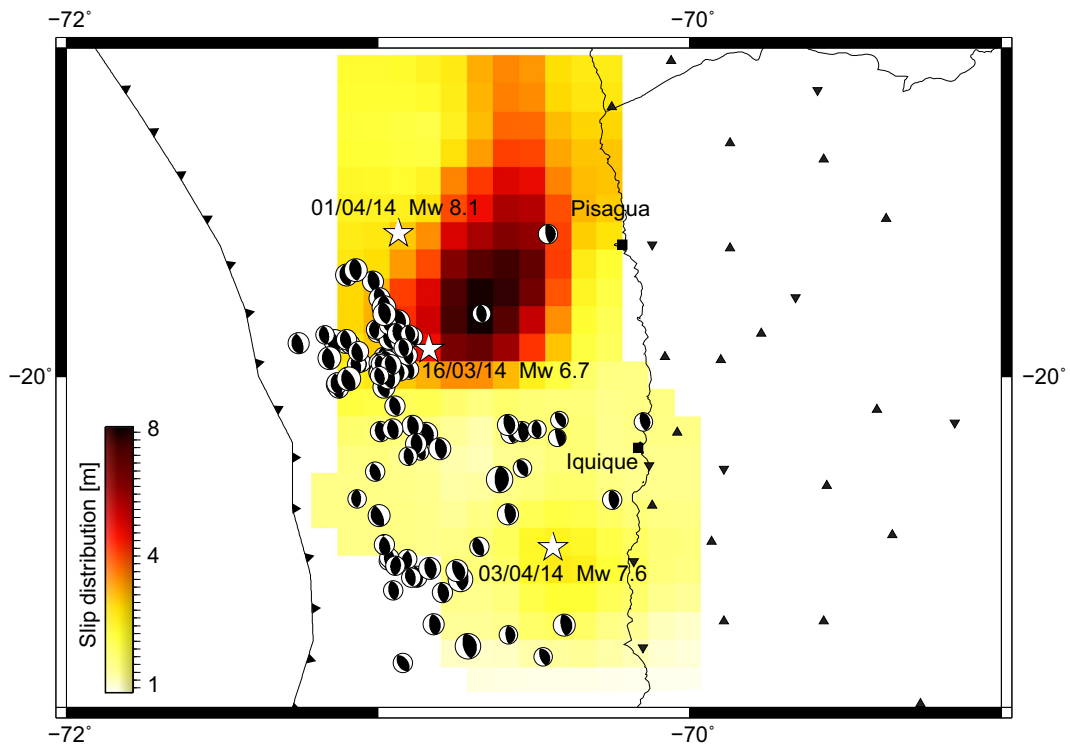 −72˚
−70˚
01/04/14 Mw 8.1
Pisagua
−20˚
−20˚
16/03/14 Mw 6.7
8
4
1
Slip distribution [m]
Iquique
03/04/14 Mw 7.6
−72˚
−70˚